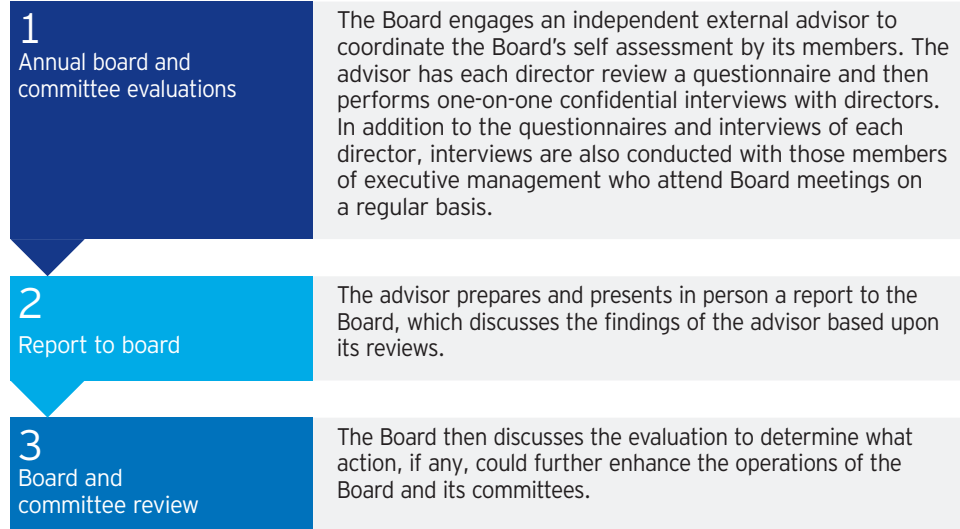 1
Annual board and
committee evaluations
The Board engages an independent external advisor to
coordinate the Board's self assessment by its members. The
advisor has each director review a questionnaire and then
performs one-on-one confidential interviews with directors.
In addition to the questionnaires and interviews of each
director, interviews are also conducted with those members
of executive management who attend Board meetings on
a regular basis.
2
Report to board
The advisor prepares and presents in person a report to the
Board, which discusses the findings of the advisor based upon
its reviews.
3
Board and
committee review
The Board then discusses the evaluation to determine what
action, if any, could further enhance the operations of the
Board and its committees.